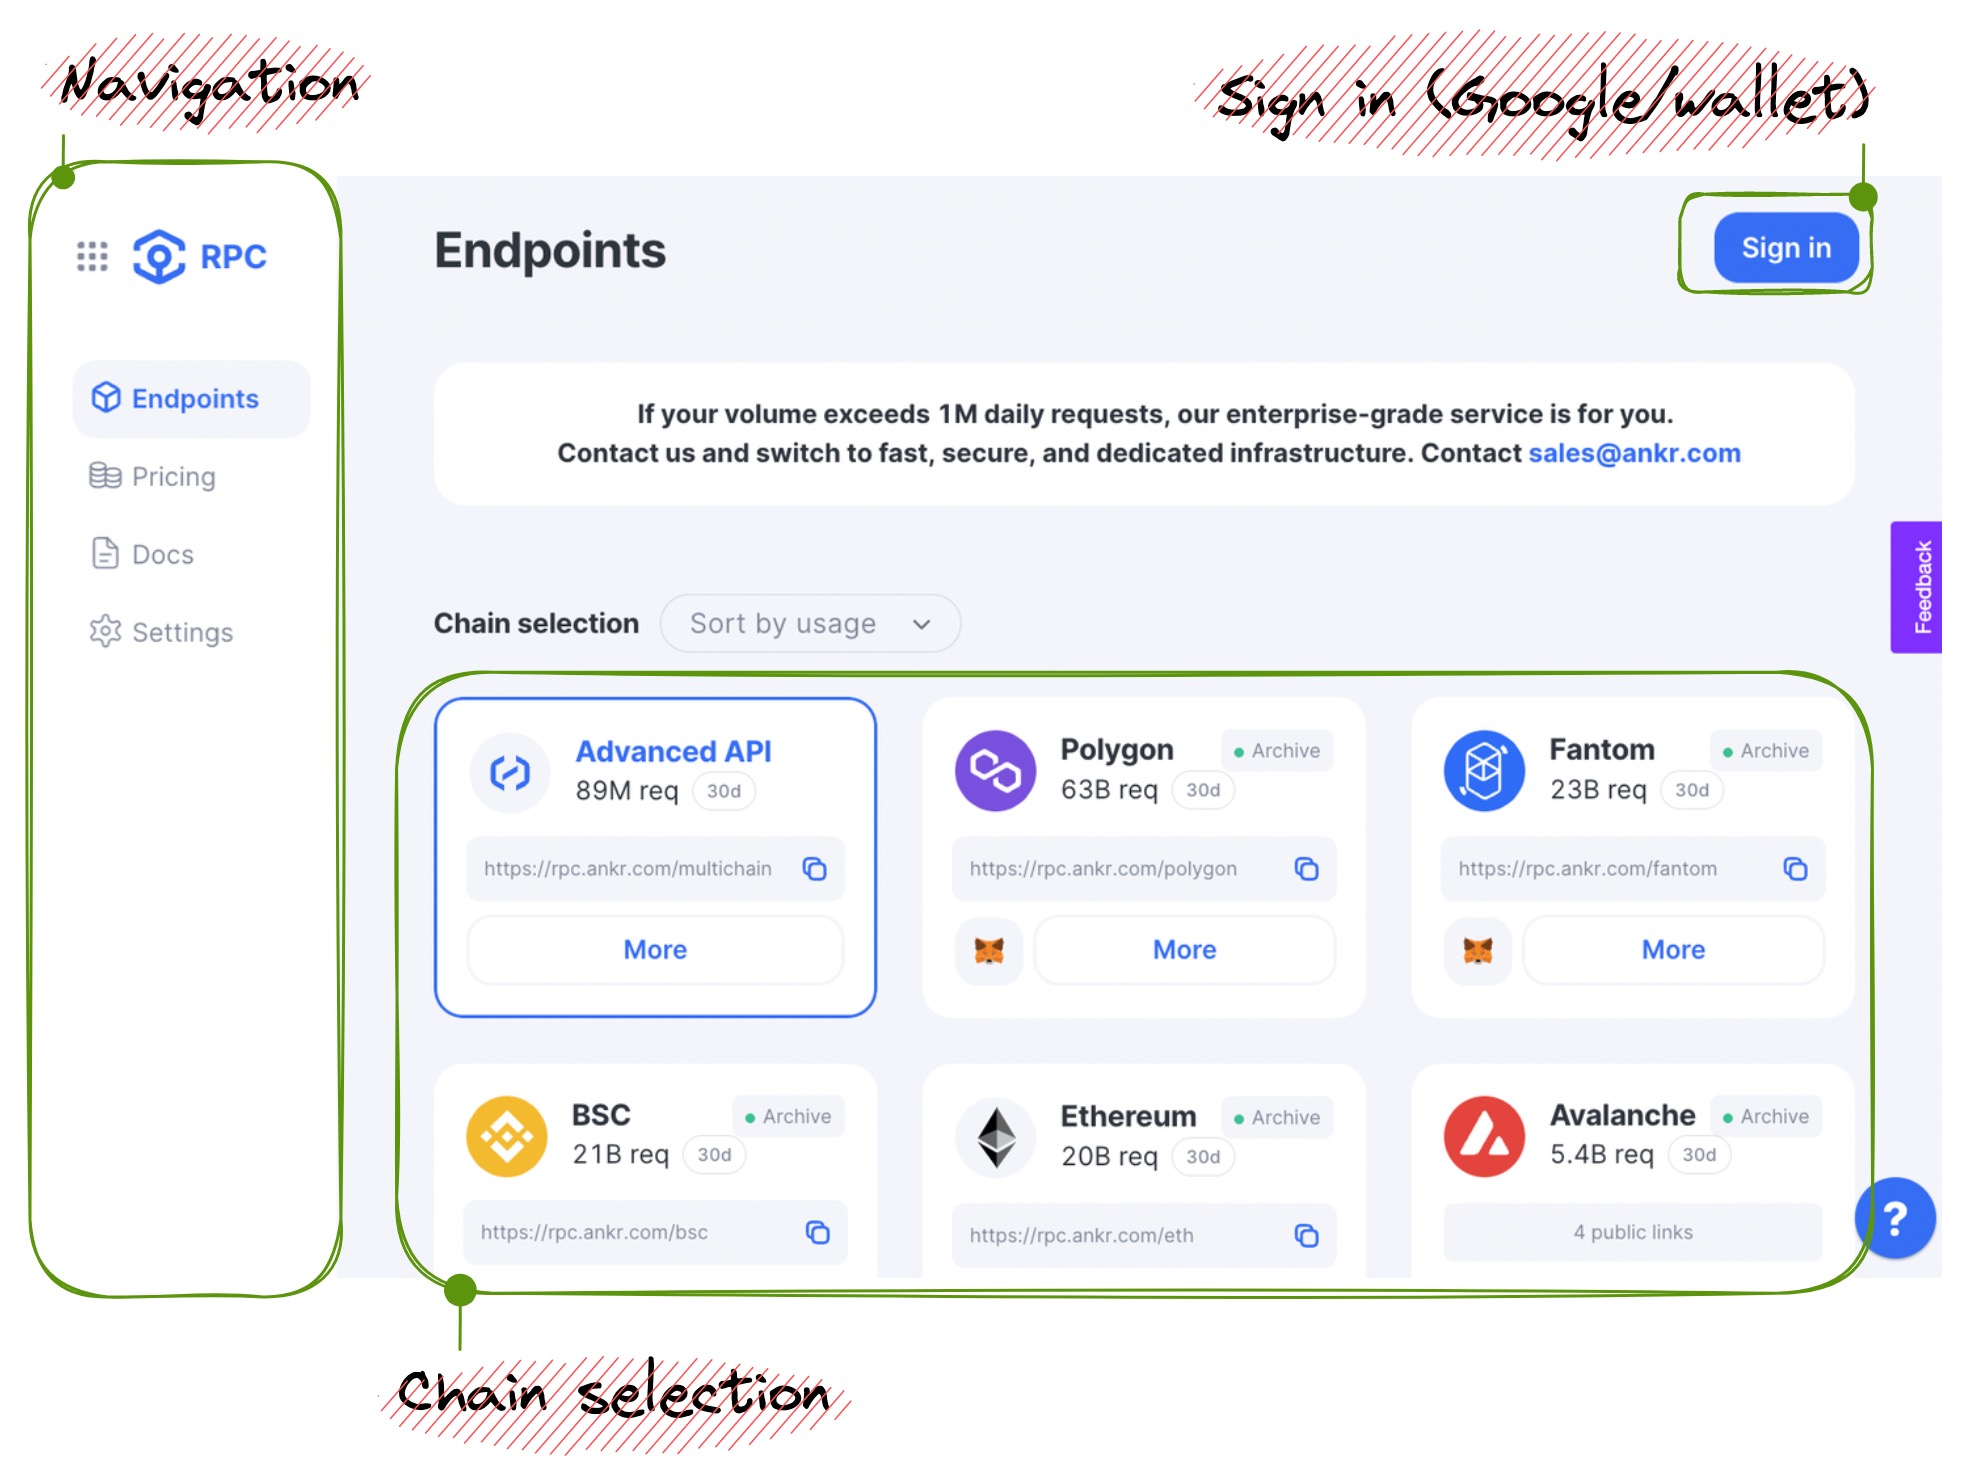 Navigation
Sign in (Google/wallet)
RPC
Endpoints
Pricing
Docs
Settings
Endpoints
Sign in
If your volume exceeds 1M daily requests, our enterprise-grade service is for you.
Contact us and switch to fast, secure, and dedicated infrastructure. Contact sales@ankr.com
Feedback
Chain selection
Sort by usage
Advanced API
89M req 30d
https://rpc.ankr.com/multichain
More
Polygon Archive
63B req 30d
https://rpc.ankr.com/polygon
More
Fantom Archive
23B req 30d
https://rpc.ankr.com/fantom
More
BSC Archive
21B req 30d
https://rpc.ankr.com/bsc
Ethereum Archive
20B req 30d
https://rpc.ankr.com/eth
Avalanche Archive
5.4B req 30d
4 public links
?
Chain selection